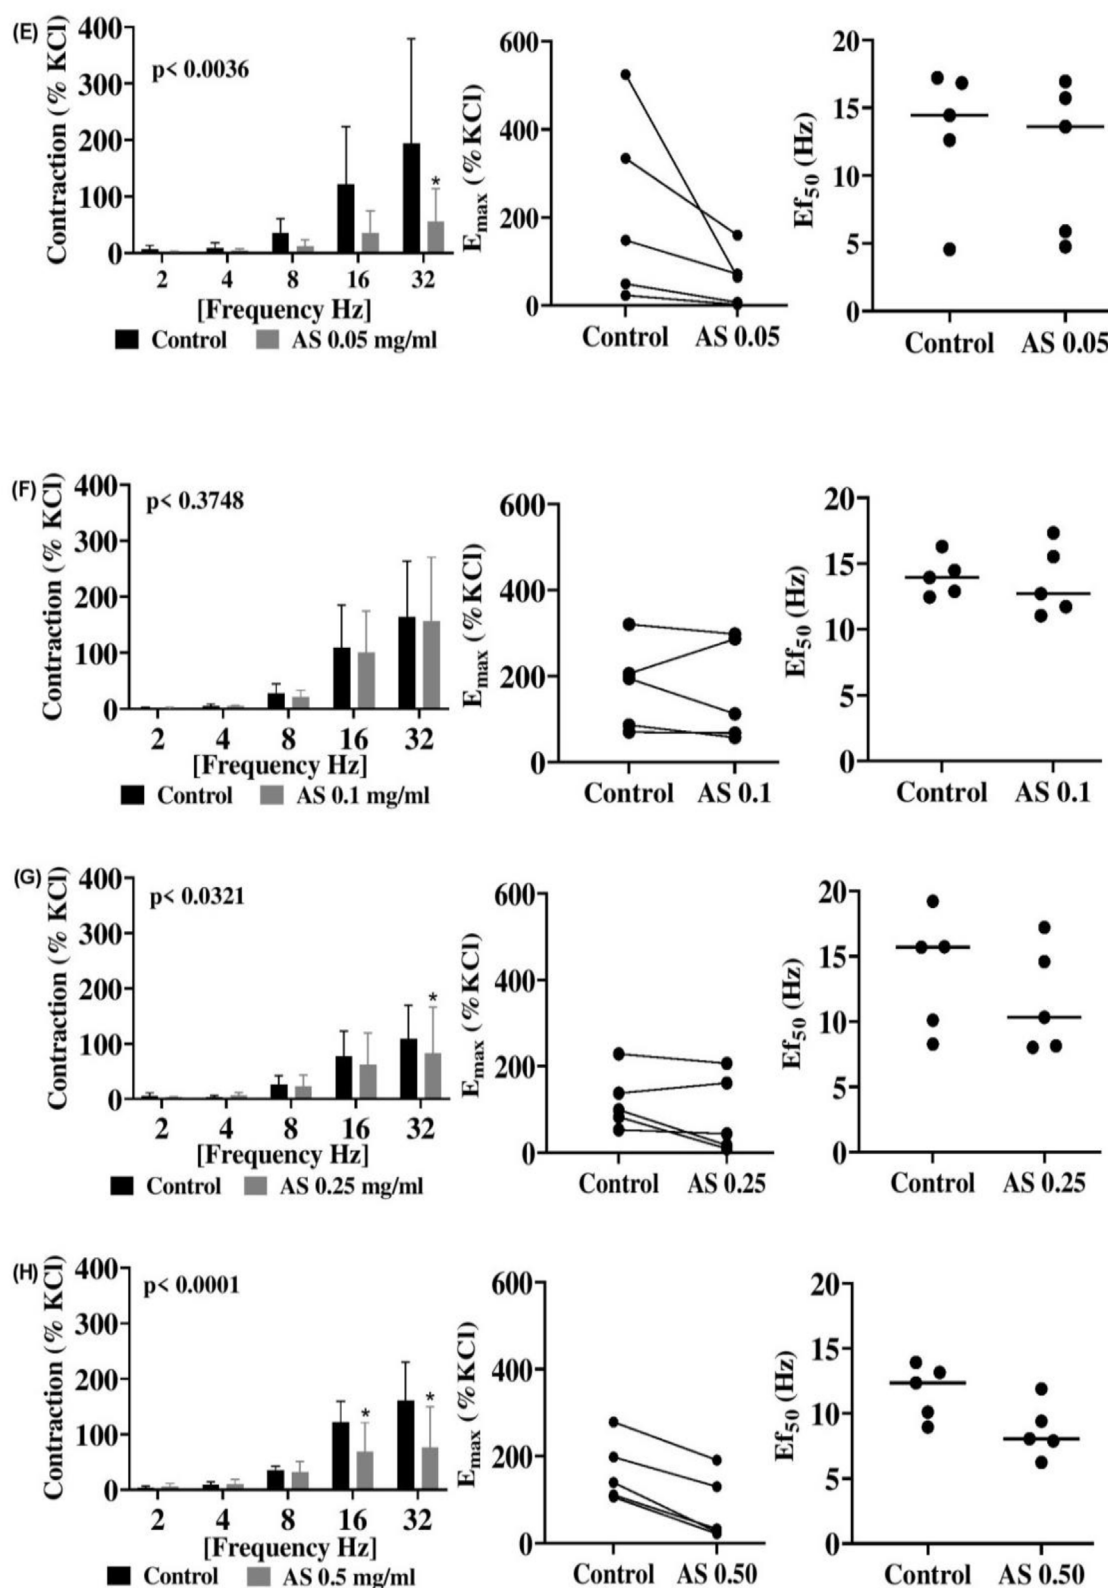 (E)
Contraction (% KCl)
400
300
200
100
0
p< 0.0036
*
2 4 8 16 32
[Frequency Hz]
Control AS 0.05 mg/ml
Emax (%KCl)
600
400
200
0
Control AS 0.05
Ef50 (Hz)
20
15
10
5
0
Control AS 0.05
(F)
Contraction (% KCl)
400
300
200
100
0
p< 0.3748
2 4 8 16 32
[Frequency Hz]
Control AS 0.1 mg/ml
Emax (%KCl)
600
400
200
0
Control AS 0.1
Ef50 (Hz)
20
15
10
5
0
Control AS 0.1
(G)
Contraction (% KCl)
400
300
200
100
0
p< 0.0321
*
2 4 8 16 32
[Frequency Hz]
Control AS 0.25 mg/ml
Emax (%KCl)
600
400
200
0
Control AS 0.25
Ef50 (Hz)
20
15
10
5
0
Control AS 0.25
(H)
Contraction (% KCl)
400
300
200
100
0
p< 0.0001
* *
2 4 8 16 32
[Frequency Hz]
Control AS 0.5 mg/ml
Emax (%KCl)
600
400
200
0
Control AS 0.50
Ef50 (Hz)
20
15
10
5
0
Control AS 0.50